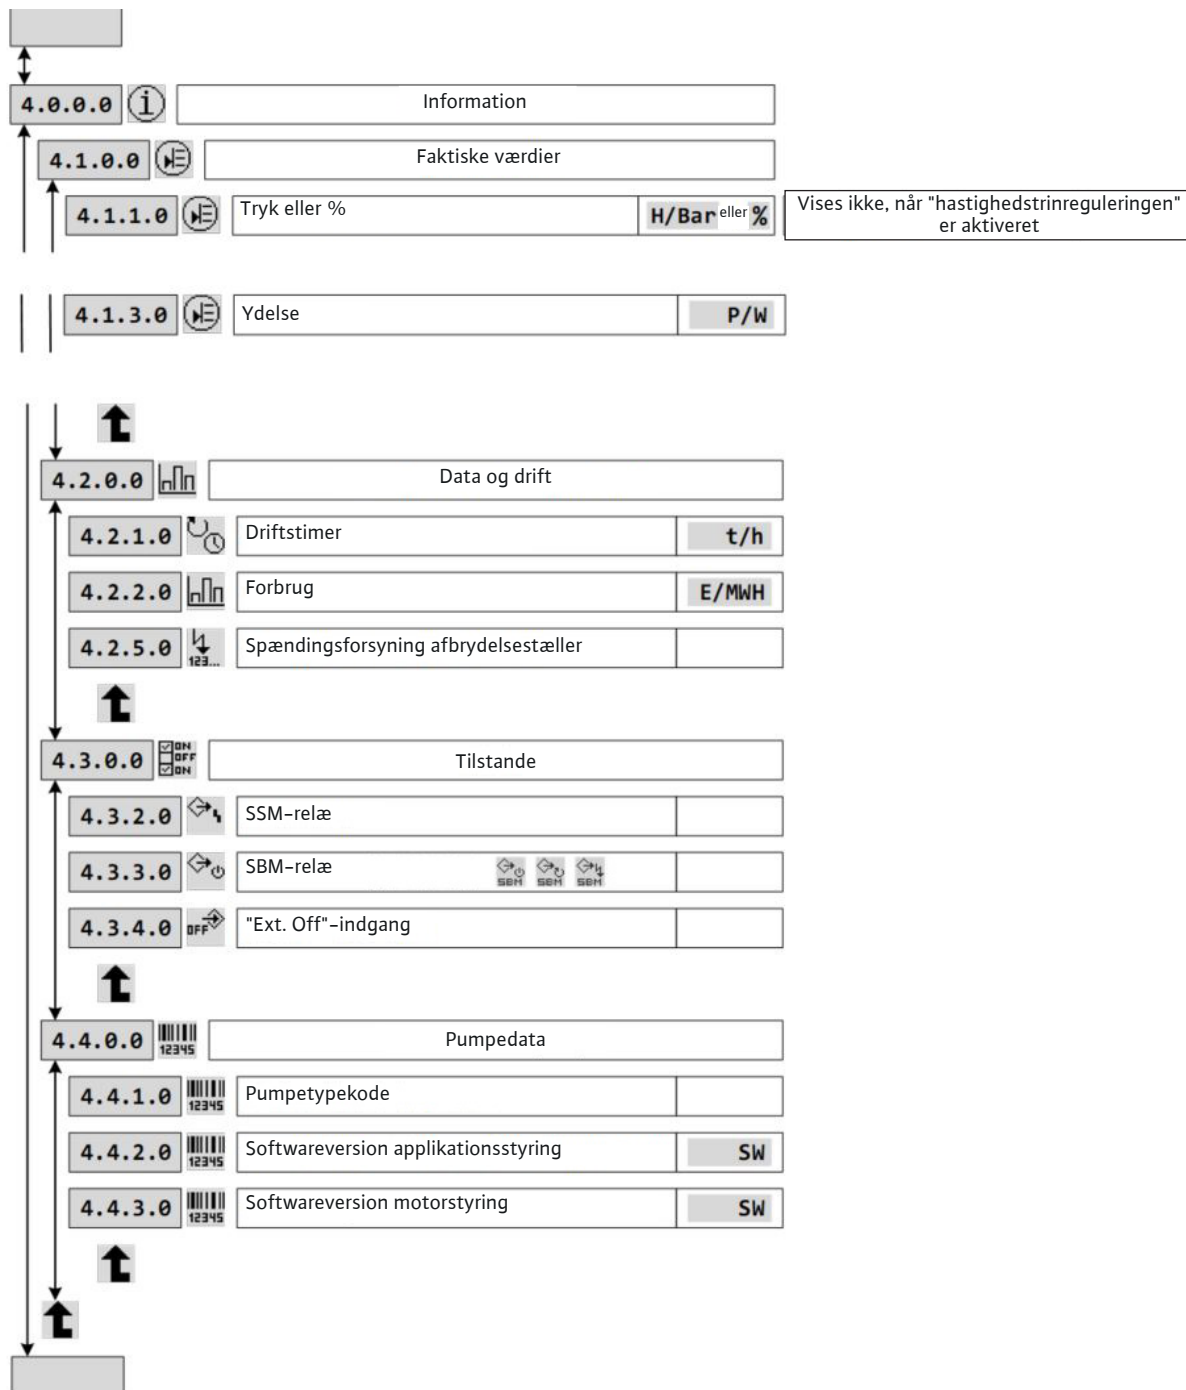 4.0.0.0 i Information
4.1.0.0 Faktiske værdier
4.1.1.0 Tryk eller % H/Bar eller %
Vises ikke, når "hastighedstrinreguleringen"
er aktiveret
4.1.3.0 Ydelse P/W
4.2.0.0 Data og drift
4.2.1.0 Driftstimer t/h
4.2.2.0 Forbrug E/MWH
4.2.5.0 123... Spændingsforsyning afbrydelsestæller
4.3.0.0 ON OFF ON Tilstande
4.3.2.0 SSM-relæ
4.3.3.0 SBM-relæ SBM SBM SBM
4.3.4.0 OFF "Ext. Off"-indgang
4.4.0.0 12345 Pumpedata
4.4.1.0 12345 Pumpetypekode
4.4.2.0 12345 Softwareversion applikationsstyring SW
4.4.3.0 12345 Softwareversion motorstyring SW